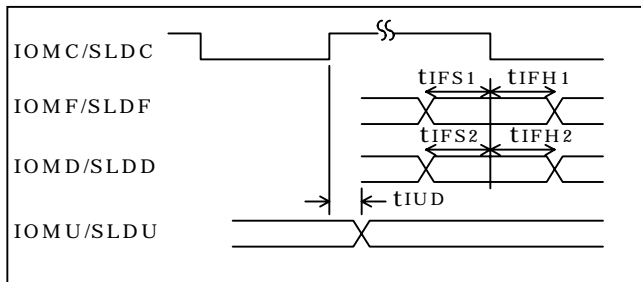 IOMC/SLDC
tIFS1 tIFH1
IOMF/SLDF
tIFS2 tIFH2
IOMD/SLDD
tIUD
IOMU/SLDU